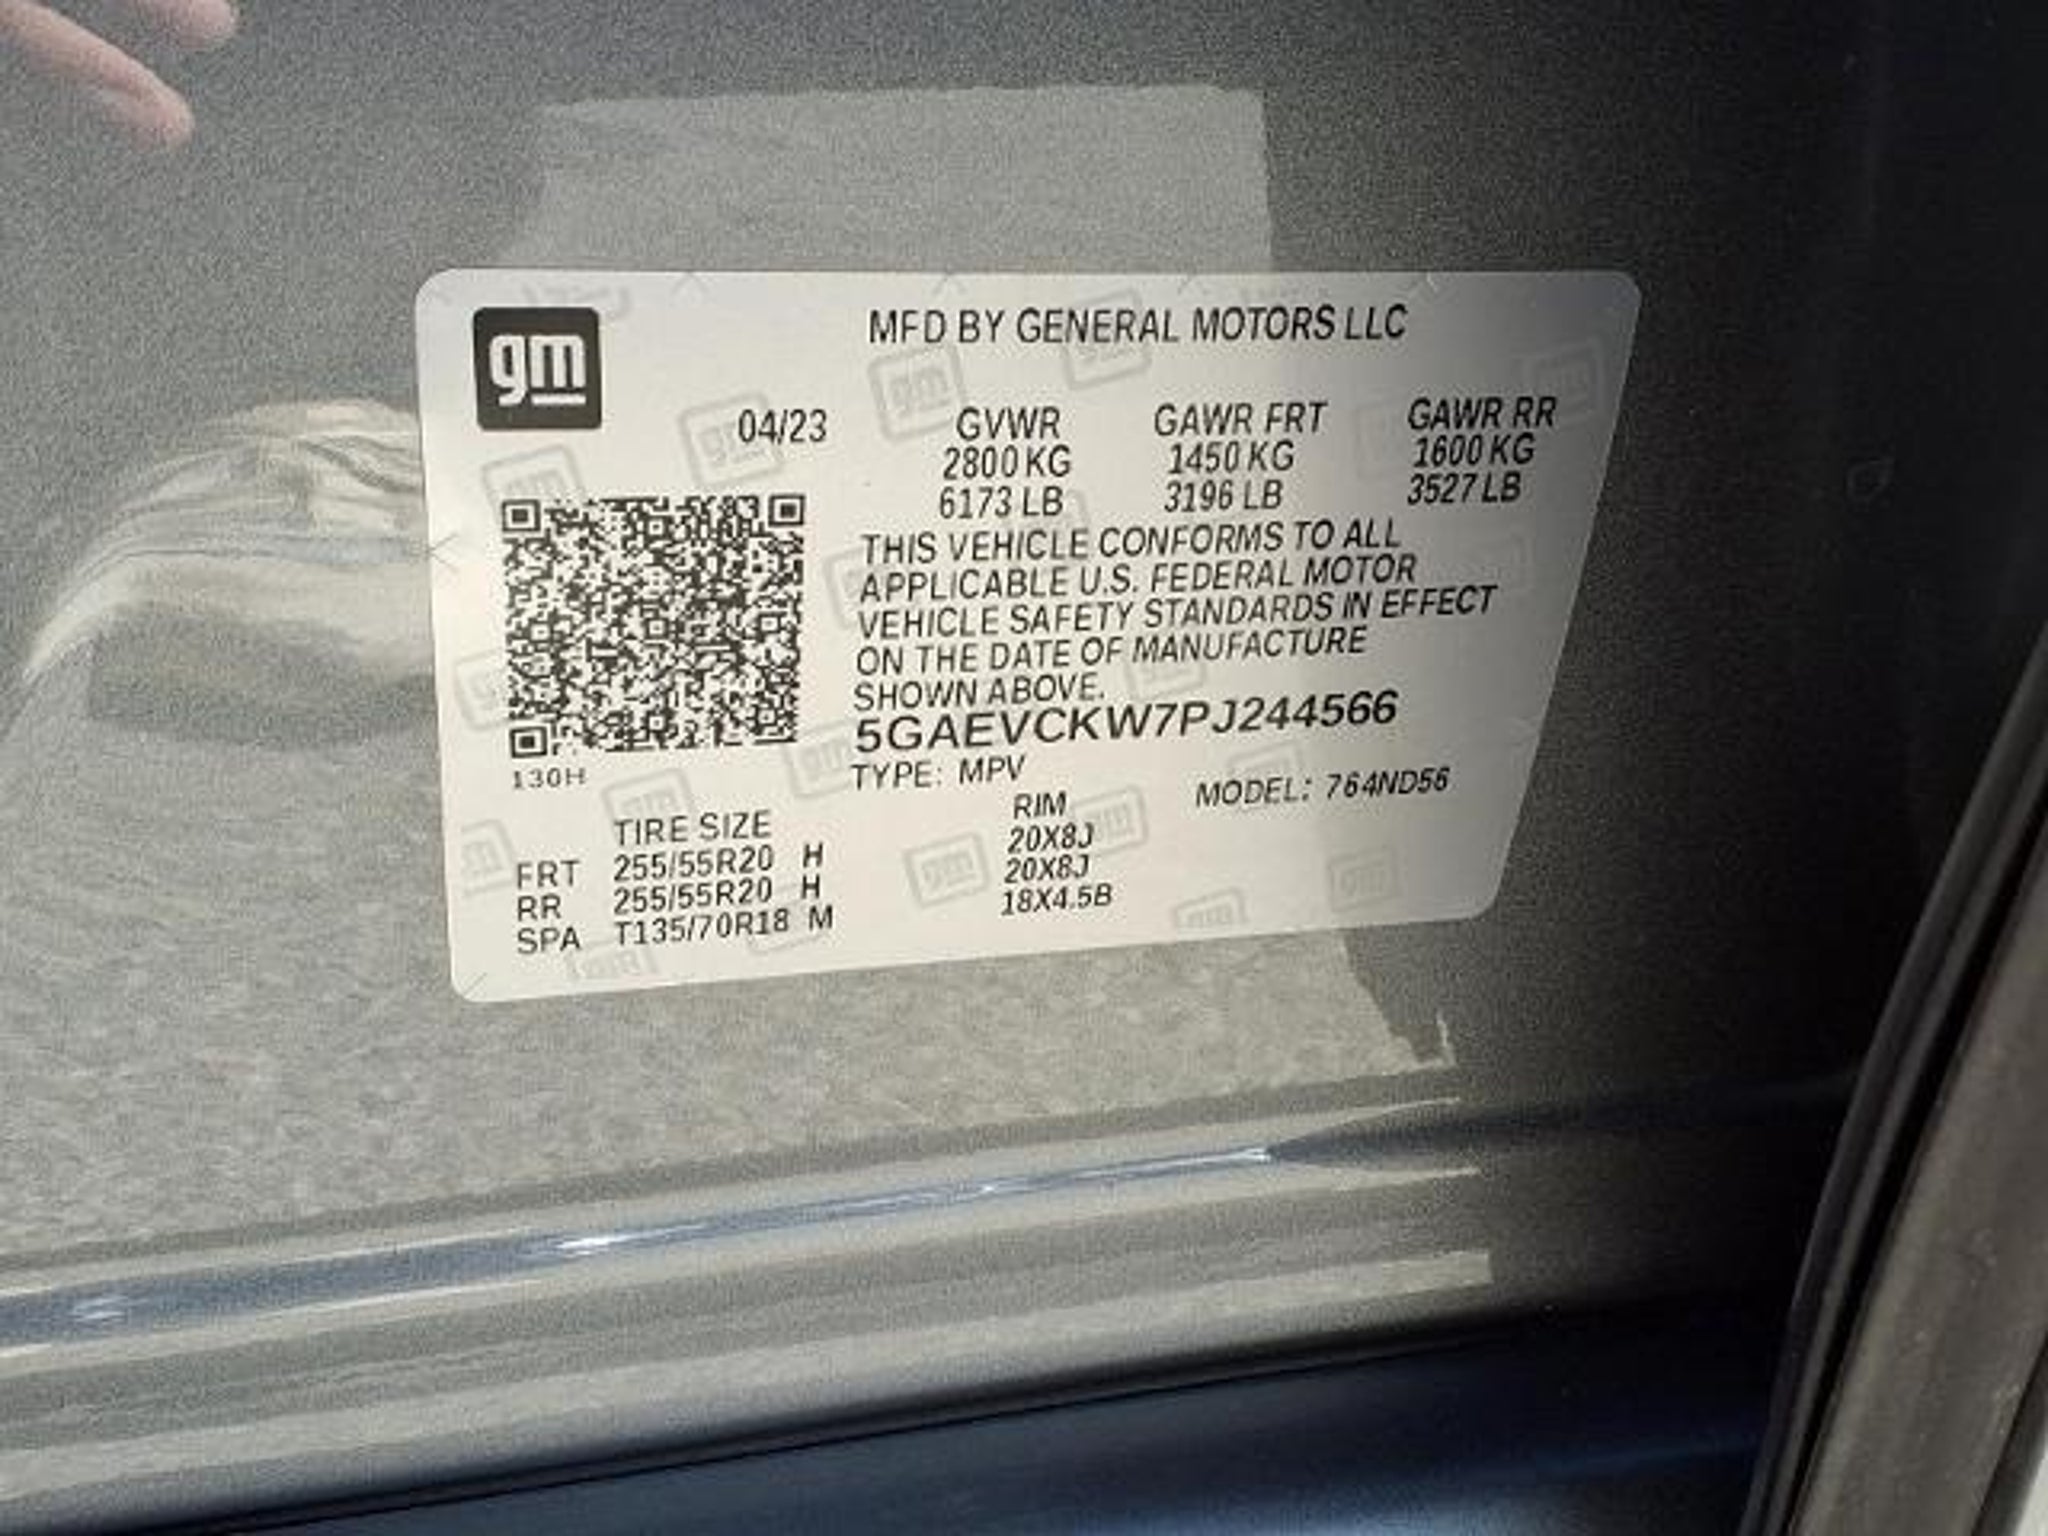 gm
MFD BY GENERAL MOTORS LLC
04/23
GVWR GAWR FRT GAWR RR
2800 KG 1450 KG 1600 KG
6173 LB 3196 LB 3527 LB
THIS VEHICLE CONFORMS TO ALL
APPLICABLE U.S. FEDERAL MOTOR
VEHICLE SAFETY STANDARDS IN EFFECT
ON THE DATE OF MANUFACTURE
SHOWN ABOVE.
5GAEVCKW7PJ244566
130H
TYPE: MPV
MODEL: 764ND56
TIRE SIZE RIM
FRT 255/55R20 H 20X8J
RR 255/55R20 H 20X8J
SPA T135/70R18 M 18X4.5B